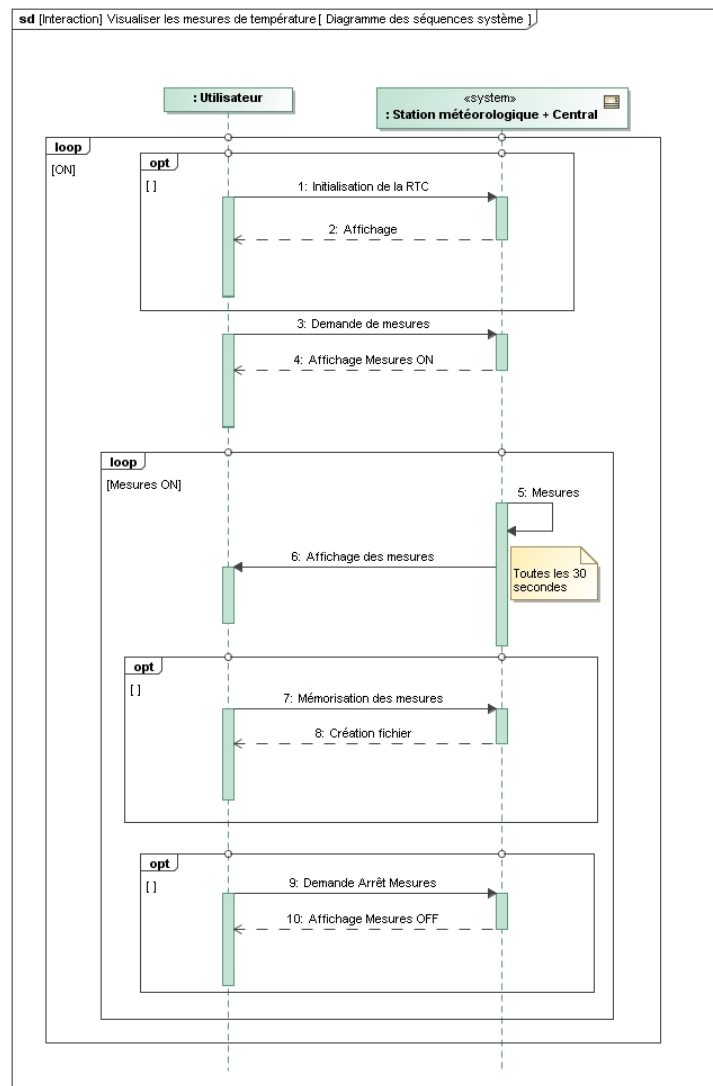 sd [Interaction] Visualiser les mesures de température [ Diagramme des séquences système ]
: Utilisateur
«system»
: Station météorologique + Central
loop
[ON]
opt
[ ]
1: Initialisation de la RTC
2: Affichage
3: Demande de mesures
4: Affichage Mesures ON
loop
[Mesures ON]
5: Mesures
6: Affichage des mesures
Toutes les 30
secondes
opt
[ ]
7: Mémorisation des mesures
8: Création fichier
opt
[ ]
9: Demande Arrêt Mesures
10: Affichage Mesures OFF